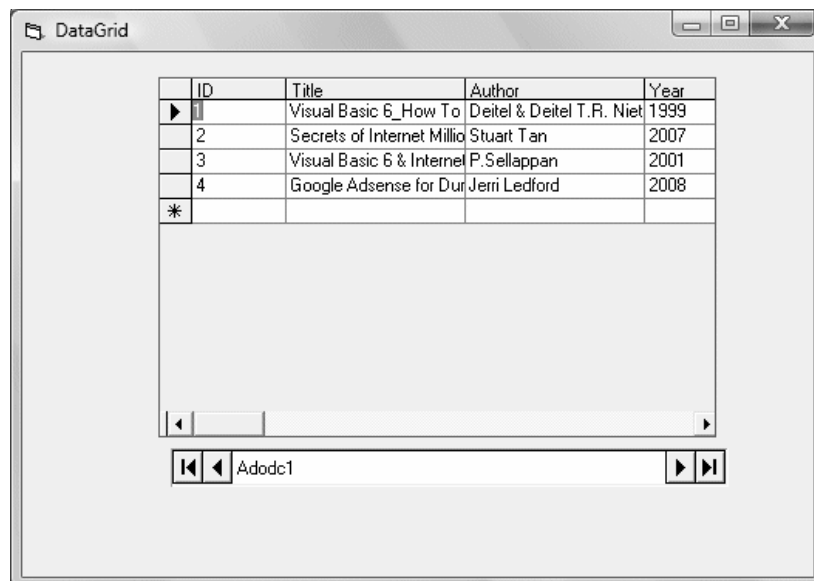 DataGrid
ID Title Author Year
1 Visual Basic 6_How To Deitel & Deitel T.R. Niet 1999
2 Secrets of Internet Millio Stuart Tan 2007
3 Visual Basic 6 & Internet P.Sellappan 2001
4 Google Adsense for Dur Jerri Ledford 2008
Adodc1